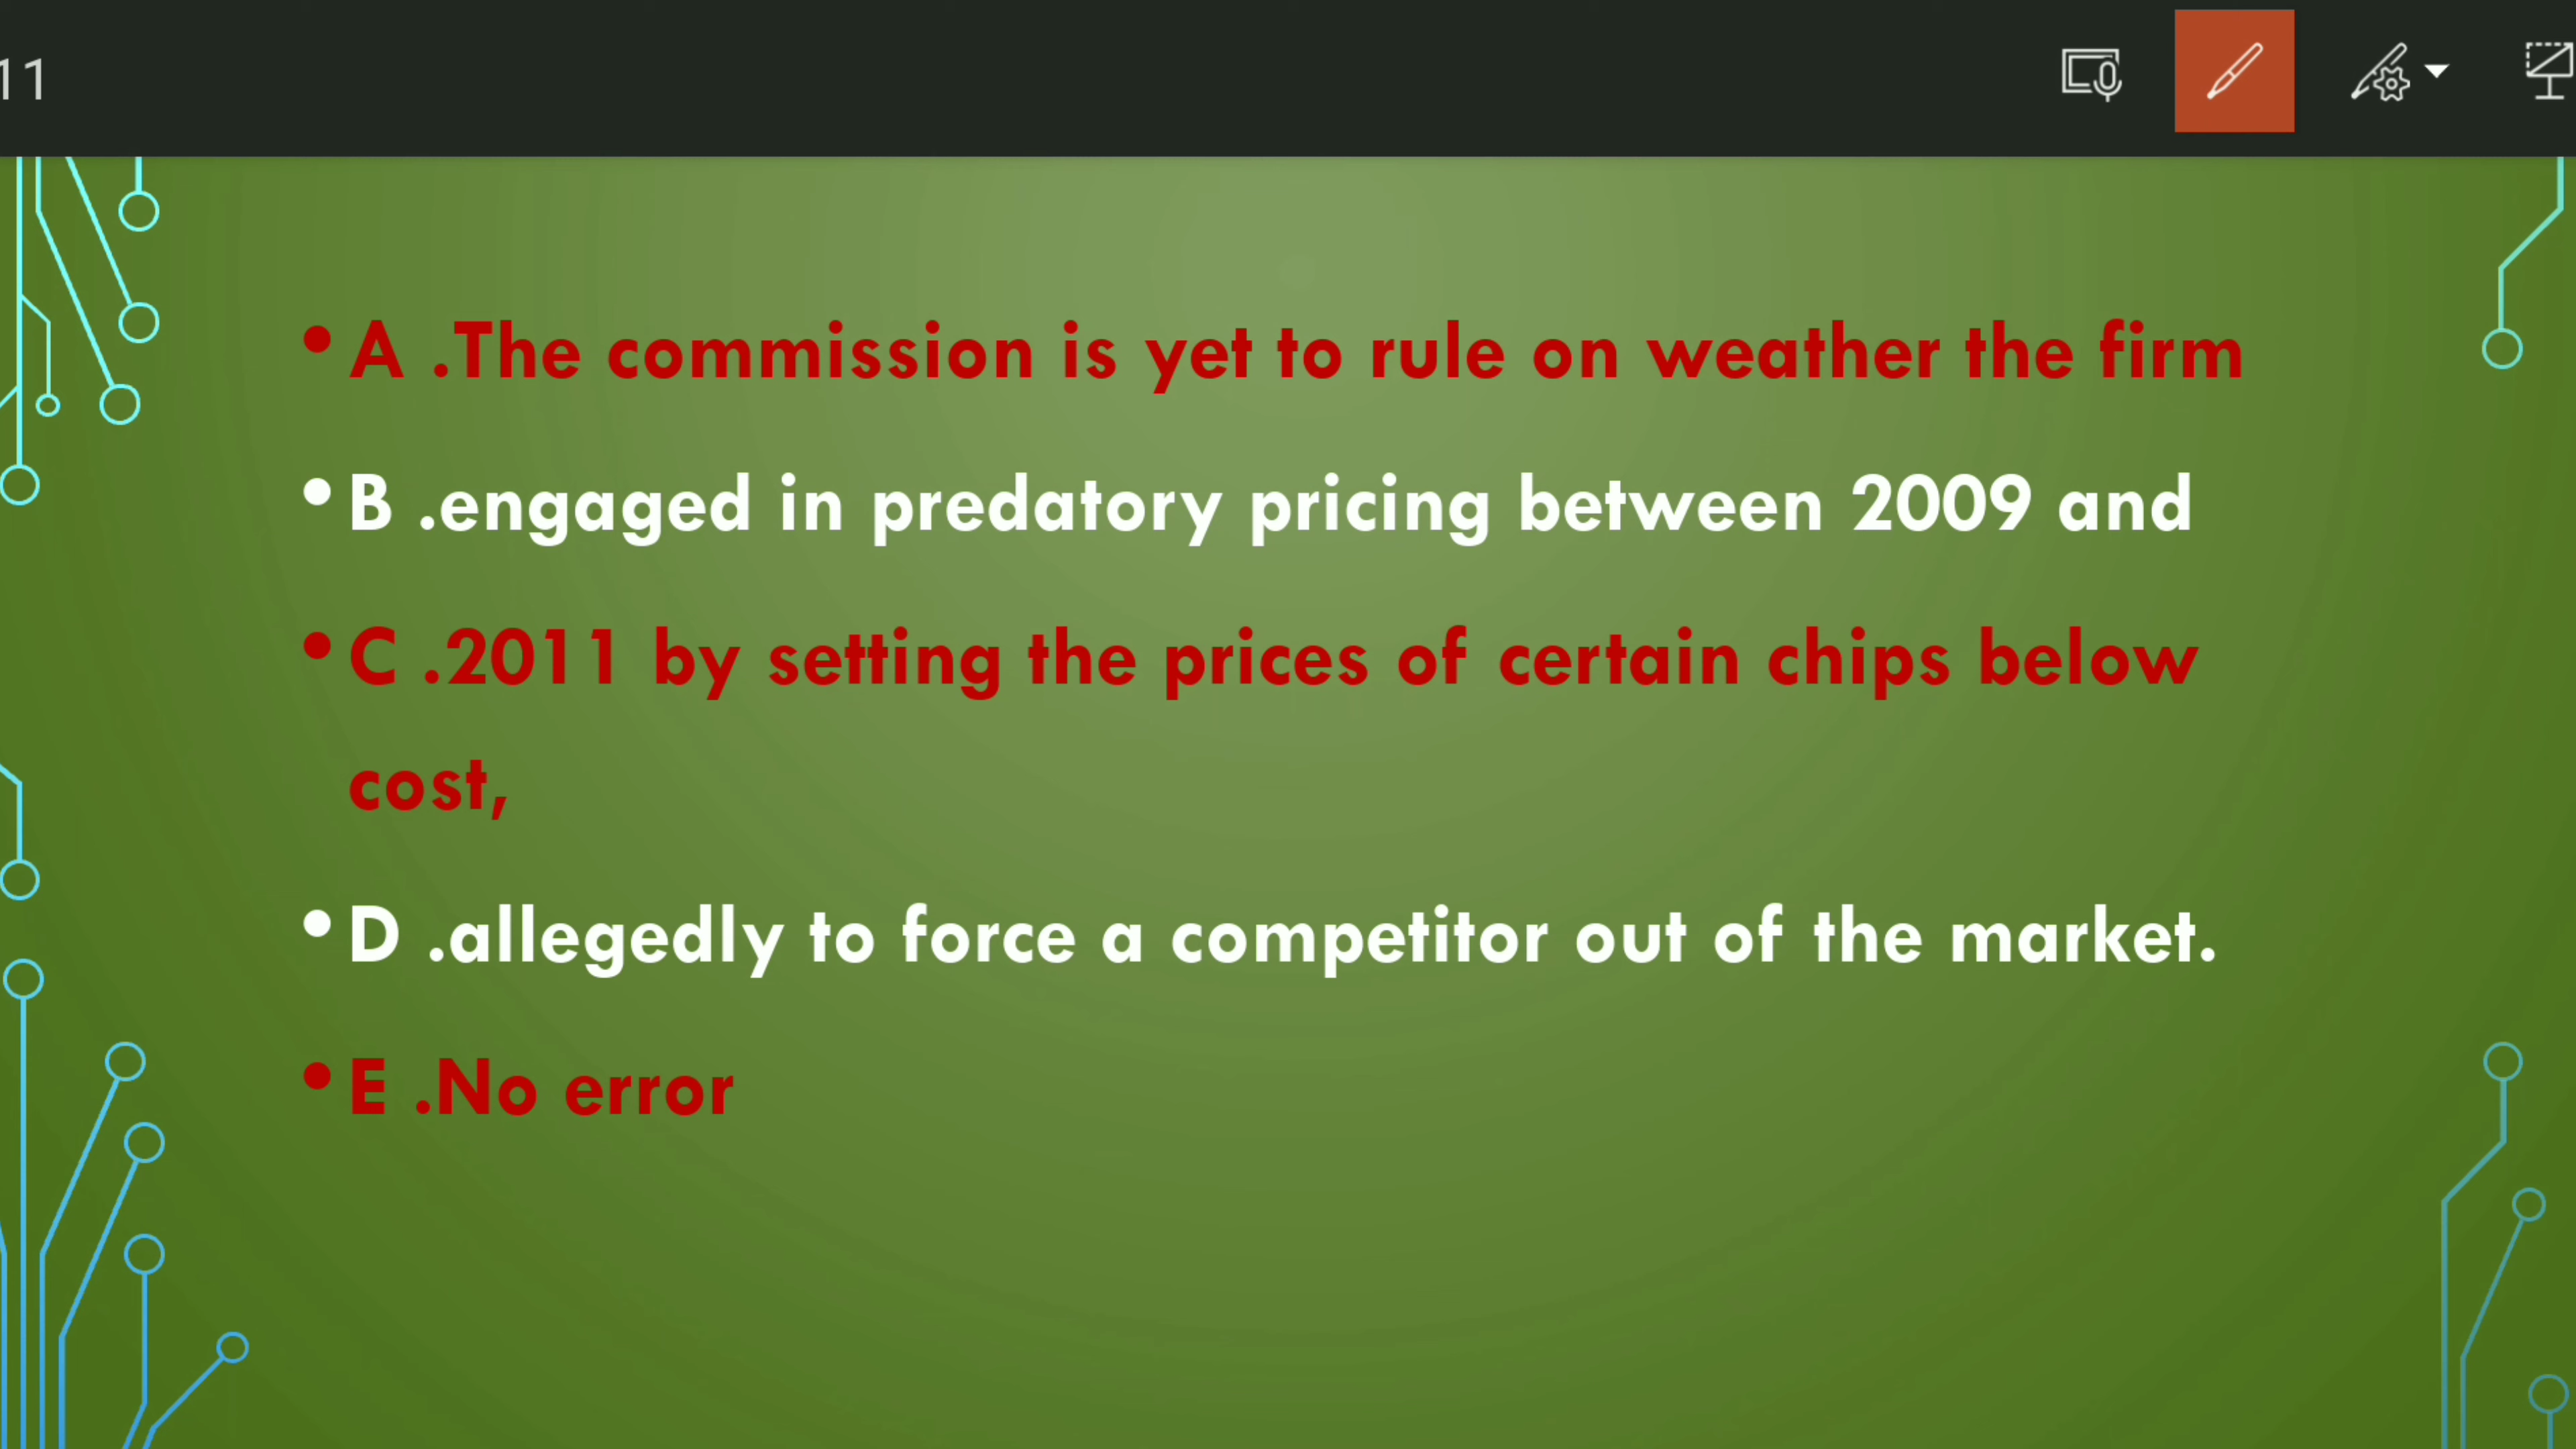 11
• A .The commission is yet to rule on weather the firm
• B .engaged in predatory pricing between 2009 and
• C .2011 by setting the prices of certain chips below
cost,
• D .allegedly to force a competitor out of the market.
• E .No error